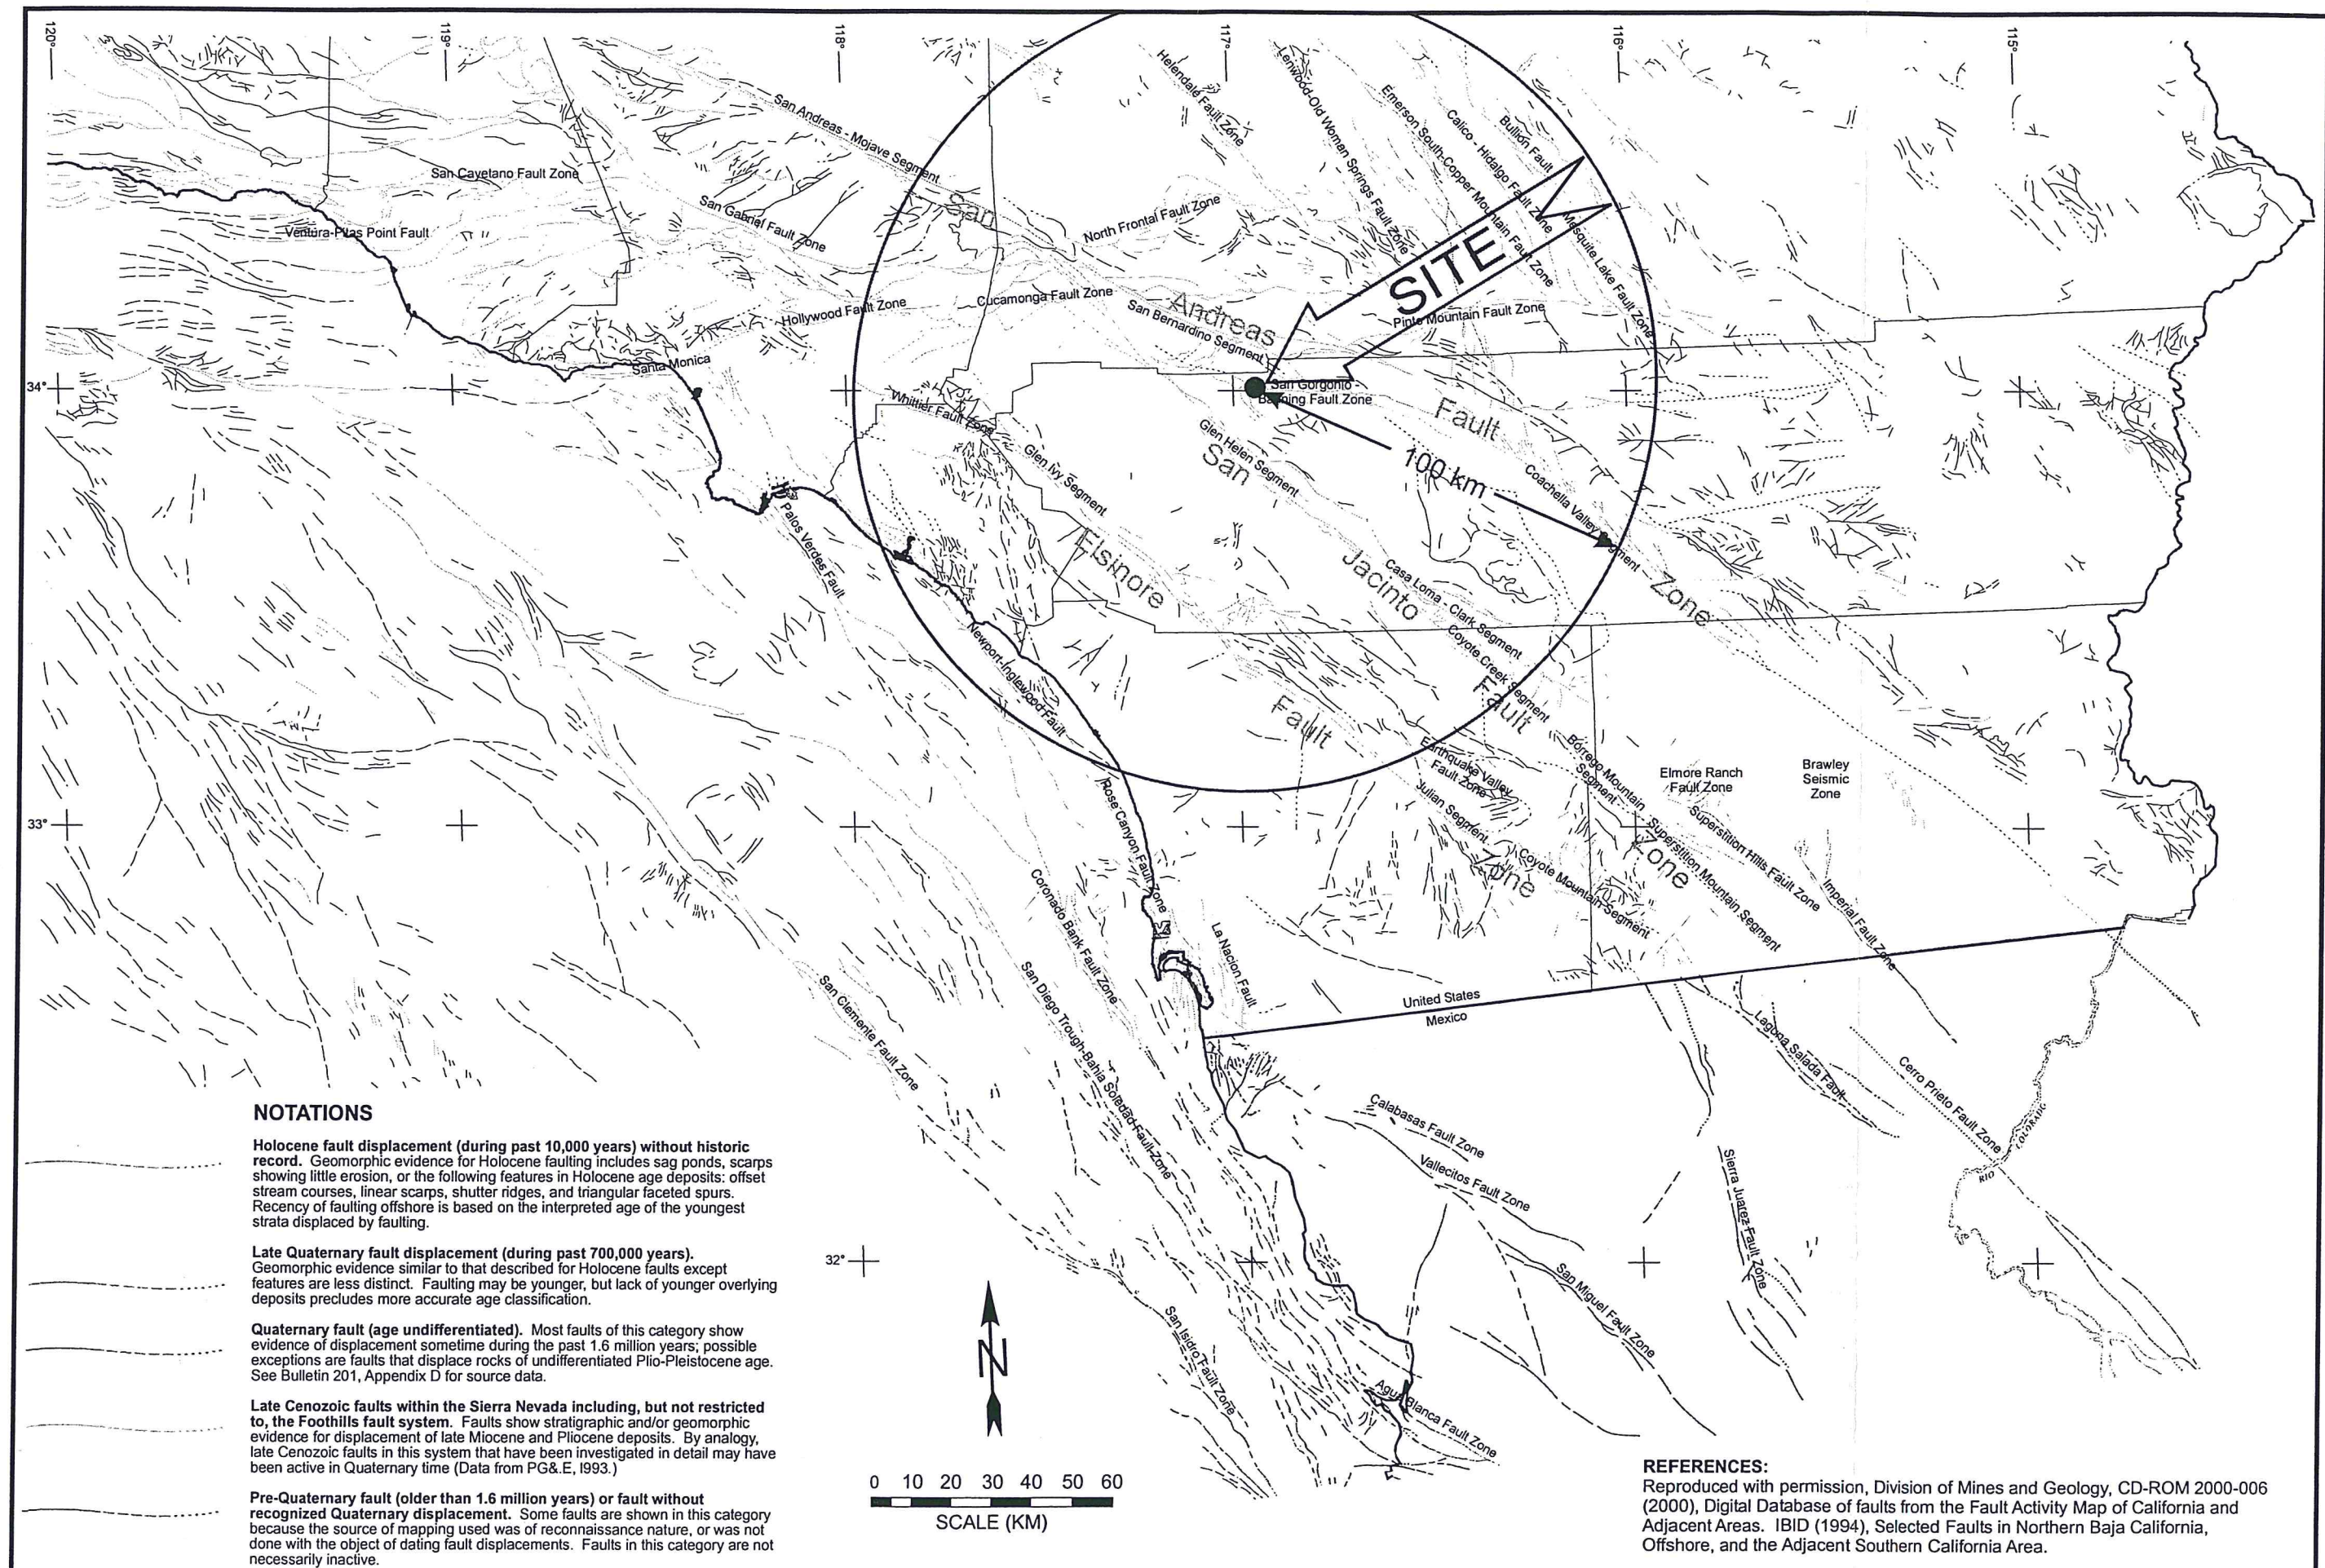 120°
119°
118°
117°
116°
115°
Helendale Fault Zone
Lenwood-Old Woman Springs Fault Zone
Emerson South-Copper Mountain Fault Zone
Calico - Hidalgo Fault Zone
Bullion Fault
San Andreas - Mojave Segment
San Cayetano Fault Zone
San Gabriel Fault Zone
San
North Frontal Fault Zone
Mesquite Lake Fault Zone
Ventura-Pitas Point Fault
SITE
Hollywood Fault Zone
Cucamonga Fault Zone
Andreas
San Bernardino Segment
Pinto Mountain Fault Zone
Santa Monica
34°
San Gorgonio -
Banning Fault Zone
Whittier Fault Zone
Fault
Glen Helen Segment
San
Glen Ivy Segment
100 km
Coachella Valley Segment
Palos Verdes Fault
Elsinore
Jacinto
Casa Loma - Clark Segment
Zone
Newport-Inglewood Fault
Coyote Creek Segment
Fault
Fault
Earthquake Valley
Fault Zone
Borrego Mountain
Segment
Elmore Ranch
Fault Zone
Brawley
Seismic
Zone
Rose Canyon Fault Zone
Julian Segment
33°
Superstition Hills Fault Zone
Superstition Mountain Segment
Zone
Zone
Coyote Mountain Segment
Imperial Fault Zone
Coronado Bank Fault Zone
La Nacion Fault
San Diego Trough-Bahia Soledad Fault Zone
San Clemente Fault Zone
United States
Mexico
Laguna Salada Fault
Cerro Prieto Fault Zone
COLORADO
RIO
Calabasas Fault Zone
Vallecitos Fault Zone
Sierra Juarez Fault Zone
32°
San Miguel Fault Zone
San Isidro Fault Zone
Agua Blanca Fault Zone
NOTATIONS
Holocene fault displacement (during past 10,000 years) without historic
record. Geomorphic evidence for Holocene faulting includes sag ponds, scarps
showing little erosion, or the following features in Holocene age deposits: offset
stream courses, linear scarps, shutter ridges, and triangular faceted spurs.
Recency of faulting offshore is based on the interpreted age of the youngest
strata displaced by faulting.
Late Quaternary fault displacement (during past 700,000 years).
Geomorphic evidence similar to that described for Holocene faults except
features are less distinct. Faulting may be younger, but lack of younger overlying
deposits precludes more accurate age classification.
Quaternary fault (age undifferentiated). Most faults of this category show
evidence of displacement sometime during the past 1.6 million years; possible
exceptions are faults that displace rocks of undifferentiated Plio-Pleistocene age.
See Bulletin 201, Appendix D for source data.
Late Cenozoic faults within the Sierra Nevada including, but not restricted
to, the Foothills fault system. Faults show stratigraphic and/or geomorphic
evidence for displacement of late Miocene and Pliocene deposits. By analogy,
late Cenozoic faults in this system that have been investigated in detail may have
been active in Quaternary time (Data from PG&.E, I993.)
Pre-Quaternary fault (older than 1.6 million years) or fault without
recognized Quaternary displacement. Some faults are shown in this category
because the source of mapping used was of reconnaissance nature, or was not
done with the object of dating fault displacements. Faults in this category are not
necessarily inactive.
N
0 10 20 30 40 50 60
SCALE (KM)
REFERENCES:
Reproduced with permission, Division of Mines and Geology, CD-ROM 2000-006
(2000), Digital Database of faults from the Fault Activity Map of California and
Adjacent Areas. IBID (1994), Selected Faults in Northern Baja California,
Offshore, and the Adjacent Southern California Area.